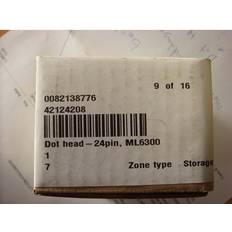 9 of 16
0082138776
42124208
Dot head-24pin, ML6300
1
7 Zone type Storage